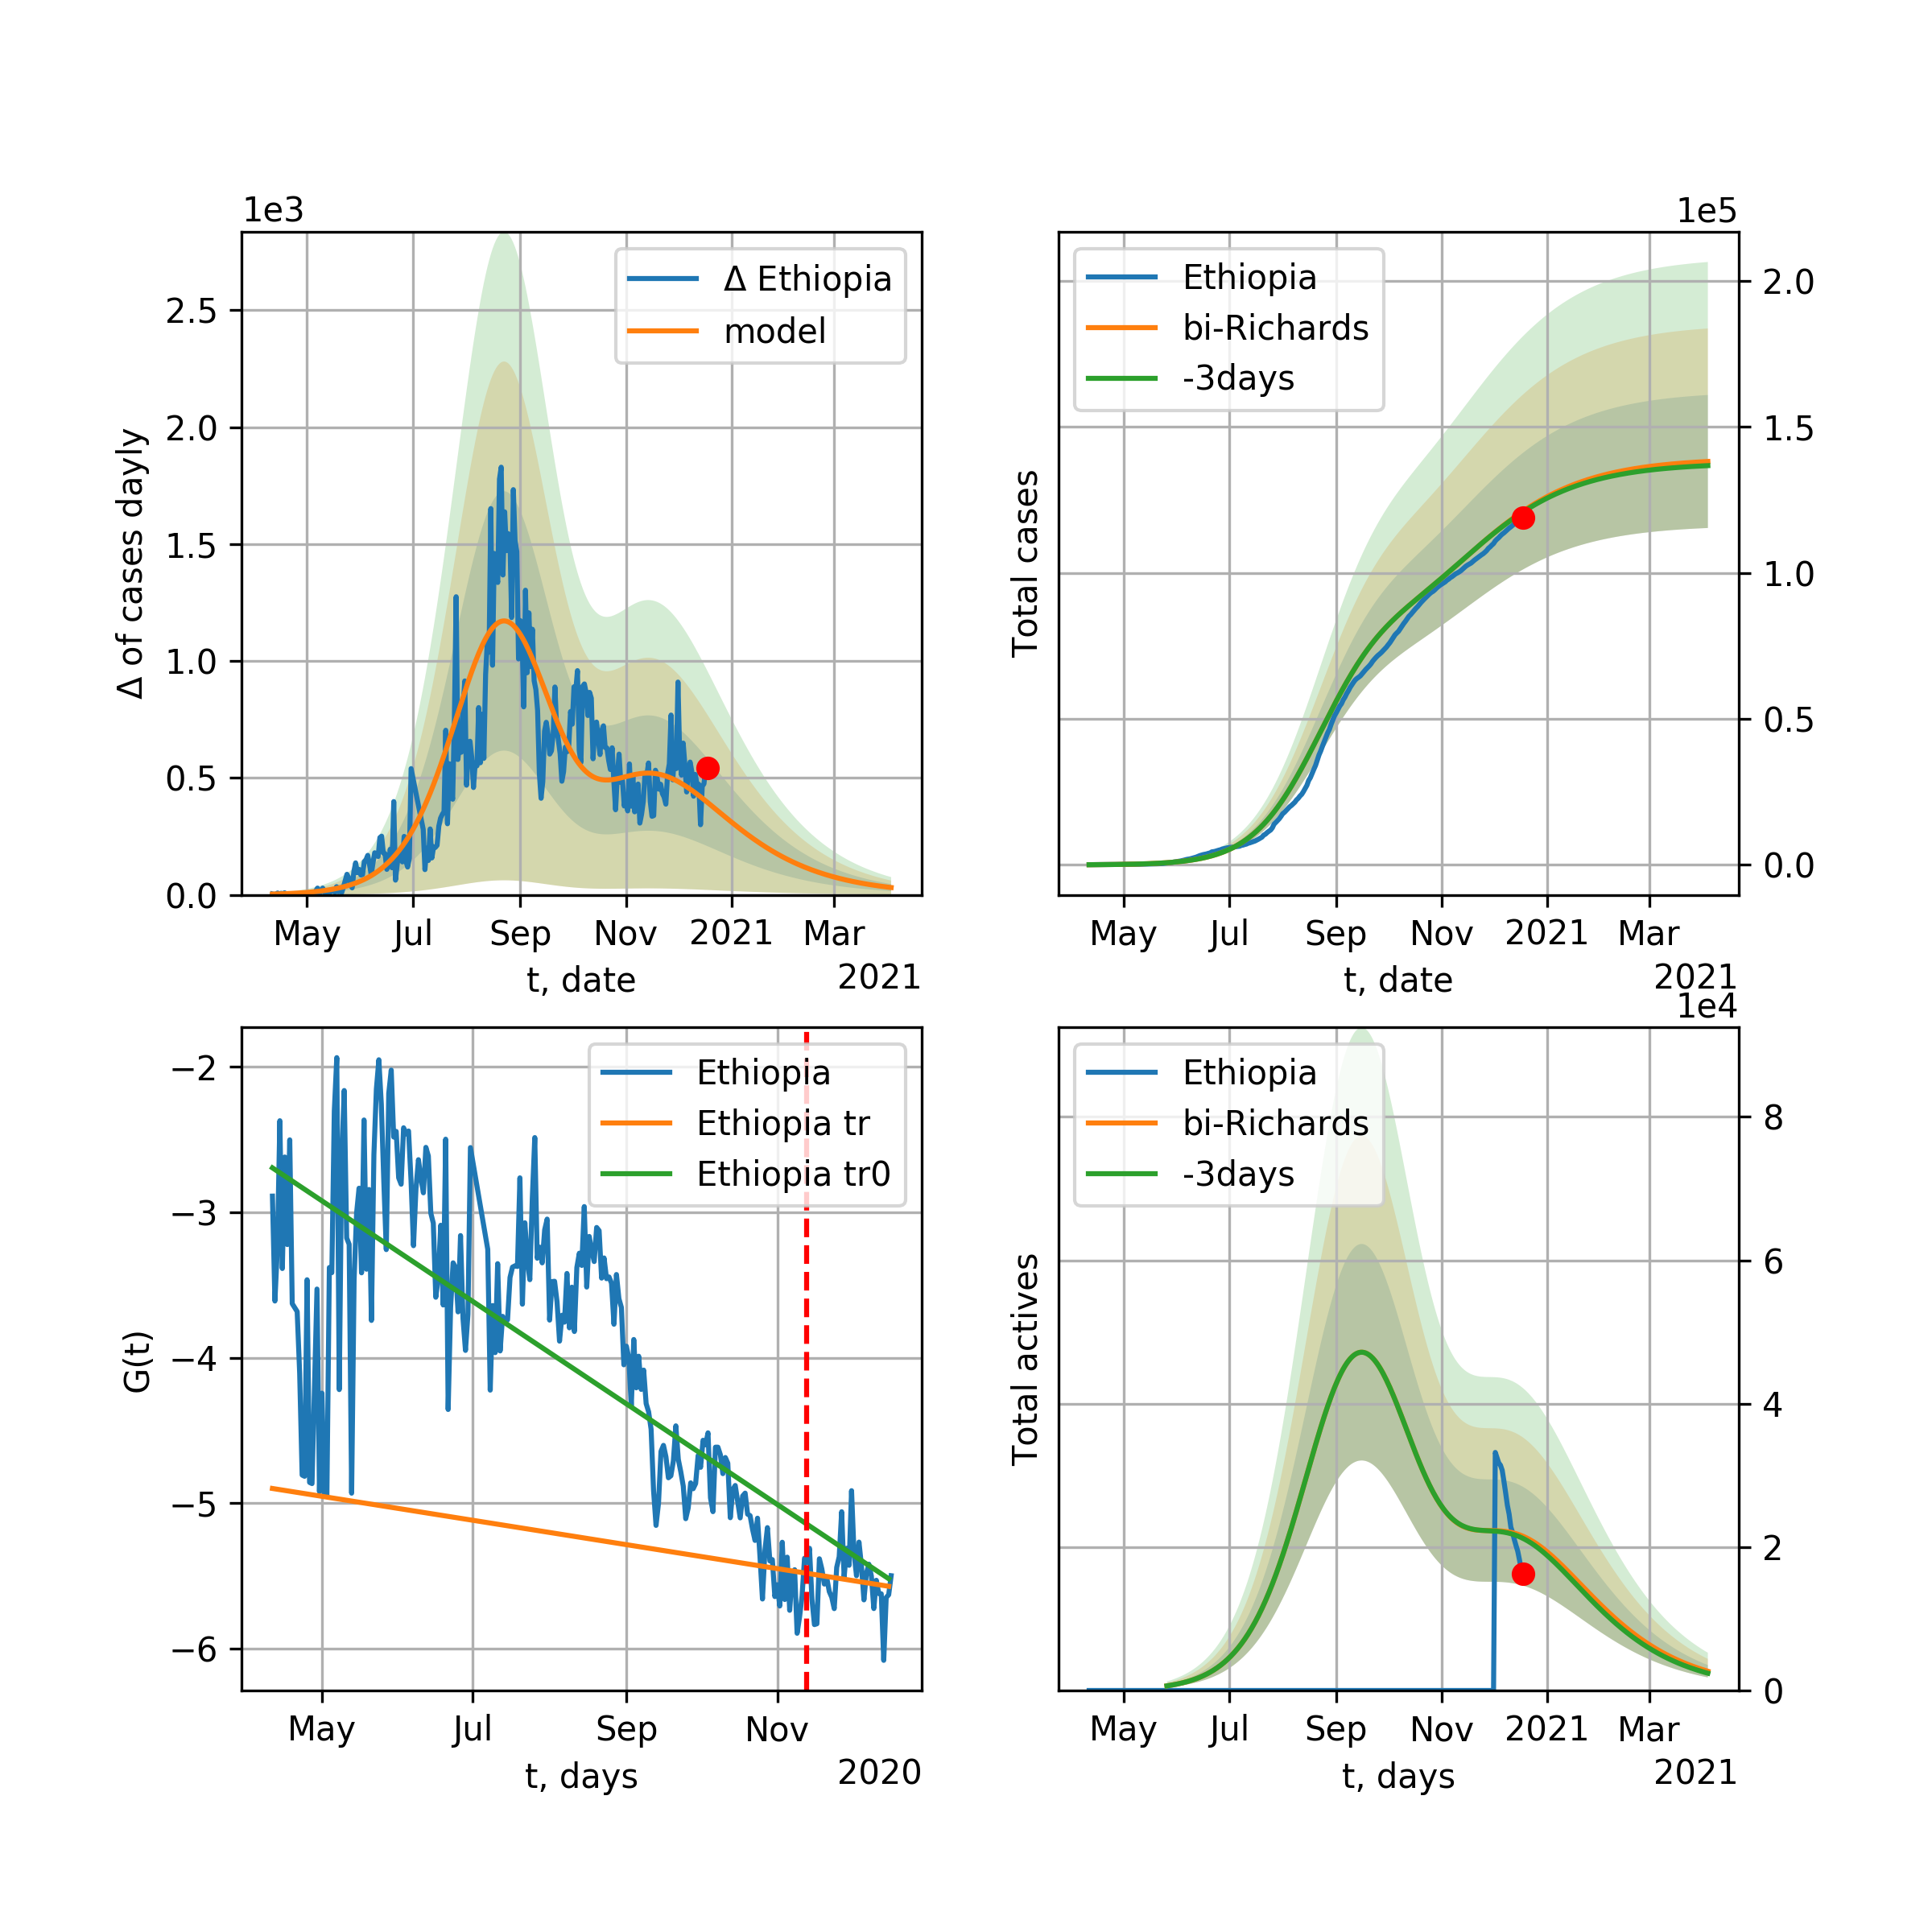 1e3
Δ of cases dayly
2.5
2.0
1.5
1.0
0.5
0.0
Δ Ethiopia
model
May Jul Sep Nov 2021 Mar
t, date
2021
1e5
Total cases
Ethiopia
bi-Richards
-3days
2.0
1.5
1.0
0.5
0.0
May Jul Sep Nov 2021 Mar
t, date
2021
G(t)
−2
−3
−4
−5
−6
Ethiopia
Ethiopia tr
Ethiopia tr0
May Jul Sep Nov
t, days
2020
1e4
Total actives
Ethiopia
bi-Richards
-3days
8
6
4
2
0
May Jul Sep Nov 2021 Mar
t, days
2021